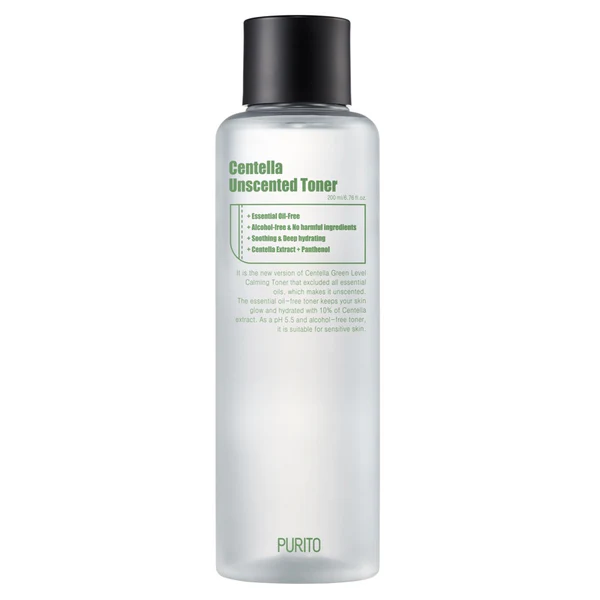 Centella
Unscented Toner
200 ml/6.76 fl. oz.
+ Essential Oil-Free
+ Alcohol-free & No harmful ingredients
+ Soothing & Deep hydrating
+ Centella Extract + Panthenol
It is the new version of Centella Green Level
Calming Toner that excluded all essential
oils, which makes it unscented.
The essential oil-free toner keeps your skin
glow and hydrated with 10% of Centella
extract. As a pH 5.5 and alcohol-free toner,
it is suitable for sensitive skin.
PURITO